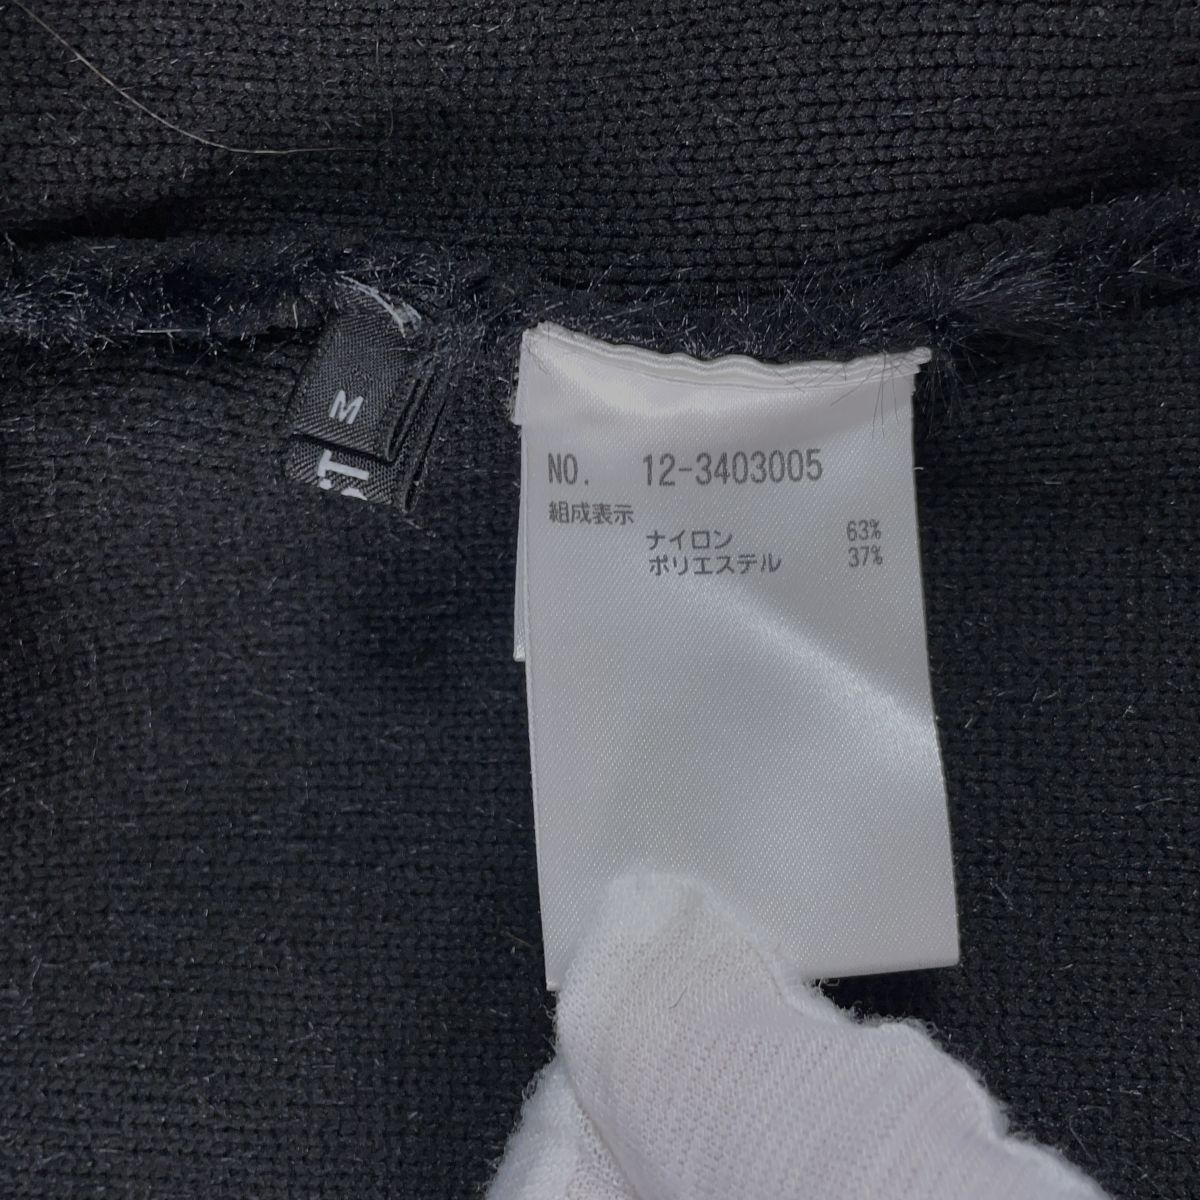 M
NO. 12-3403005
組成表示
ナイロン 63%
ポリエステル 37%